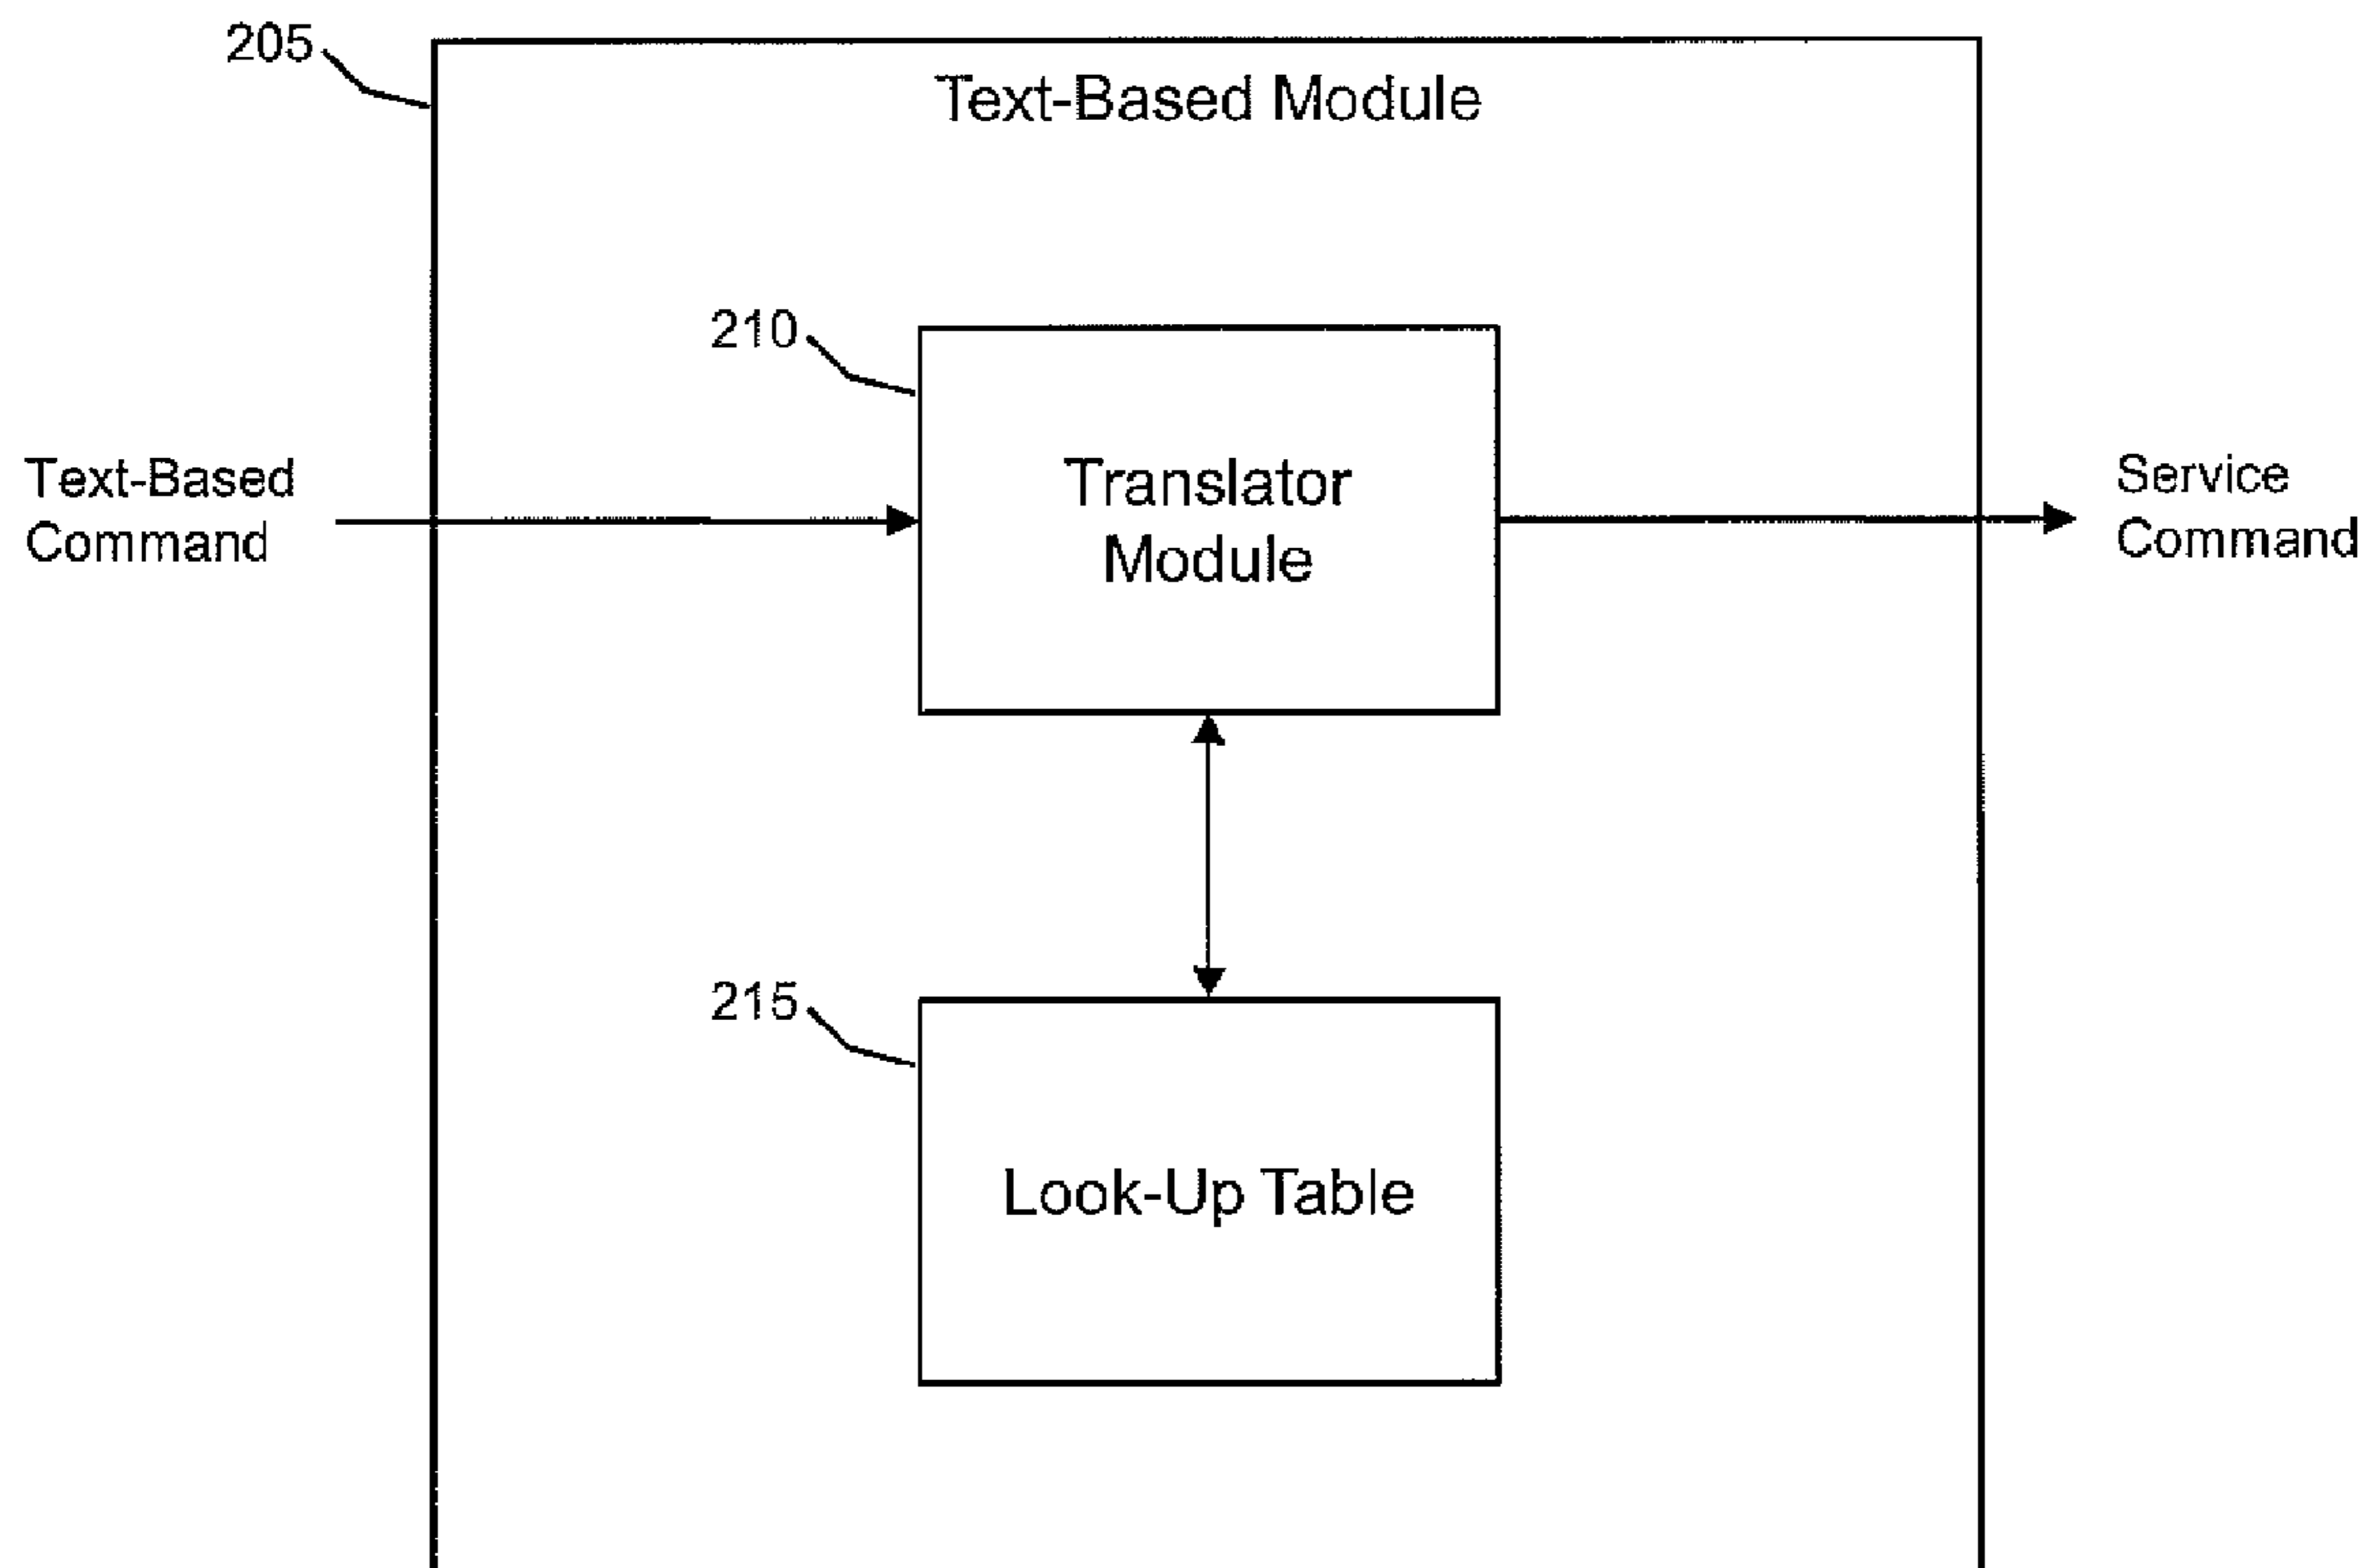 205
Text-Based Module
210
Text-Based
Command
Translator
Module
Service
Command
215
Look-Up Table